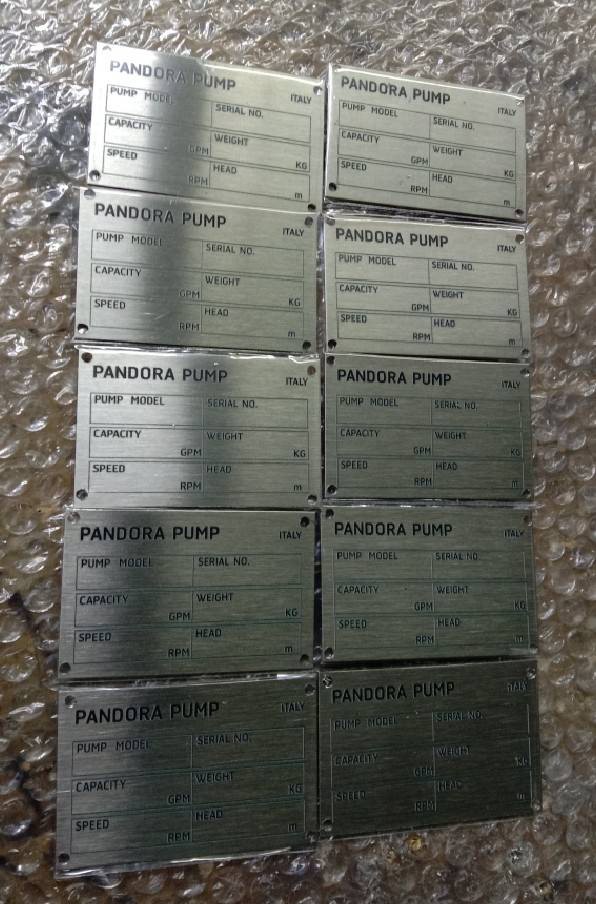 PANDORA PUMP ITALY
PUMP MODEL SERIAL NO.
CAPACITY GPM WEIGHT KG
SPEED RPM HEAD m
PANDORA PUMP ITALY
PUMP MODEL SERIAL NO.
CAPACITY GPM WEIGHT KG
SPEED RPM HEAD m
PANDORA PUMP ITALY
PUMP MODEL SERIAL NO.
CAPACITY GPM WEIGHT KG
SPEED RPM HEAD m
PANDORA PUMP ITALY
PUMP MODEL SERIAL NO.
CAPACITY GPM WEIGHT KG
SPEED RPM HEAD m
PANDORA PUMP ITALY
PUMP MODEL SERIAL NO.
CAPACITY GPM WEIGHT KG
SPEED RPM HEAD m
PANDORA PUMP ITALY
PUMP MODEL SERIAL NO.
CAPACITY GPM WEIGHT KG
SPEED RPM HEAD m
PANDORA PUMP ITALY
PUMP MODEL SERIAL NO.
CAPACITY GPM WEIGHT KG
SPEED RPM HEAD m
PANDORA PUMP ITALY
PUMP MODEL SERIAL NO.
CAPACITY GPM WEIGHT KG
SPEED RPM HEAD m
PANDORA PUMP ITALY
PUMP MODEL SERIAL NO.
CAPACITY GPM WEIGHT KG
SPEED RPM HEAD m
PANDORA PUMP ITALY
PUMP MODEL SERIAL NO.
CAPACITY GPM WEIGHT KG
SPEED RPM HEAD m